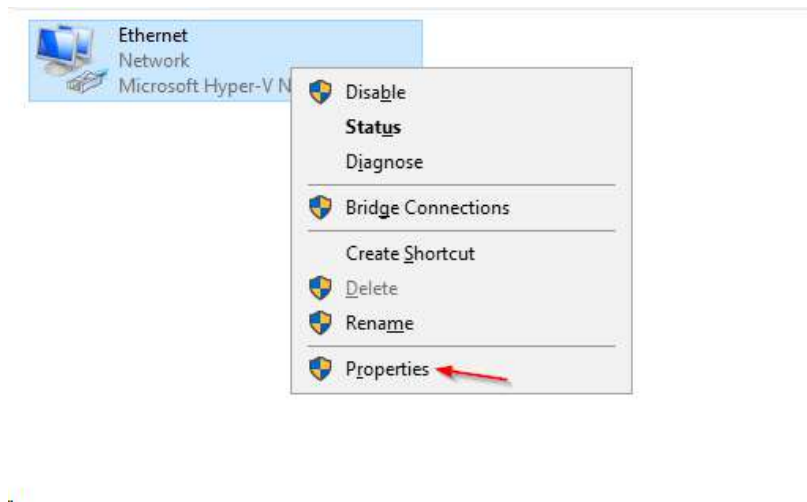 Ethernet
Network
Microsoft Hyper-V N
Disable
Status
Diagnose
Bridge Connections
Create Shortcut
Delete
Rename
Properties